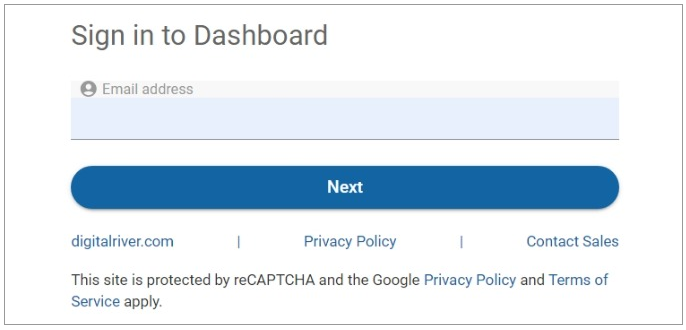 Sign in to Dashboard
Email address
Next
digitalriver.com | Privacy Policy | Contact Sales
This site is protected by reCAPTCHA and the Google Privacy Policy and Terms of
Service apply.